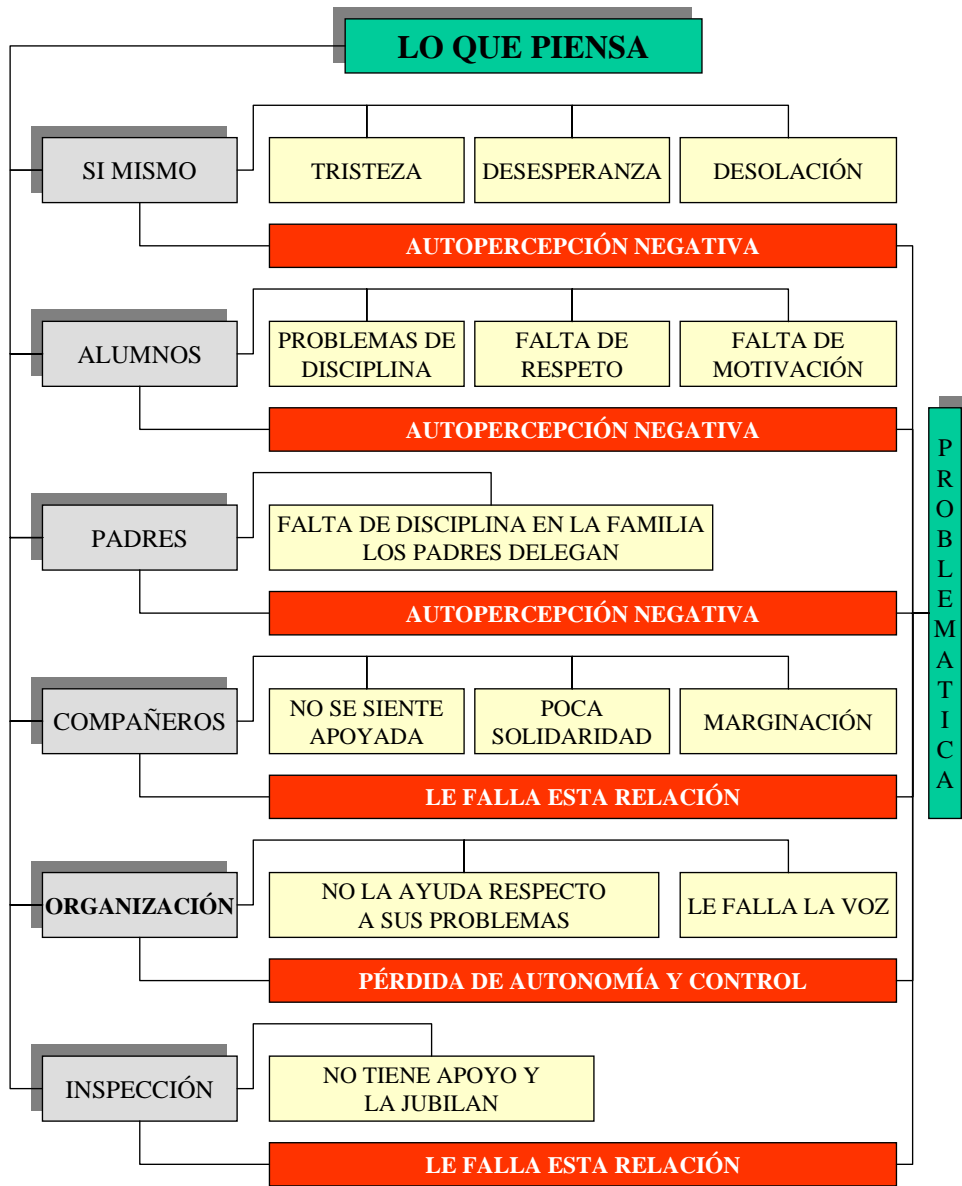 LO QUE PIENSA
SI MISMO
TRISTEZA
DESESPERANZA
DESOLACIÓN
AUTOPERCEPCIÓN NEGATIVA
ALUMNOS
PROBLEMAS DE
DISCIPLINA
FALTA DE
RESPETO
FALTA DE
MOTIVACIÓN
AUTOPERCEPCIÓN NEGATIVA
PADRES
FALTA DE DISCIPLINA EN LA FAMILIA
LOS PADRES DELEGAN
AUTOPERCEPCIÓN NEGATIVA
COMPAÑEROS
NO SE SIENTE
APOYADA
POCA
SOLIDARIDAD
MARGINACIÓN
LE FALLA ESTA RELACIÓN
ORGANIZACIÓN
NO LA AYUDA RESPECTO
A SUS PROBLEMAS
LE FALLA LA VOZ
PÉRDIDA DE AUTONOMÍA Y CONTROL
INSPECCIÓN
NO TIENE APOYO Y
LA JUBILAN
LE FALLA ESTA RELACIÓN
PROBLEMATICA